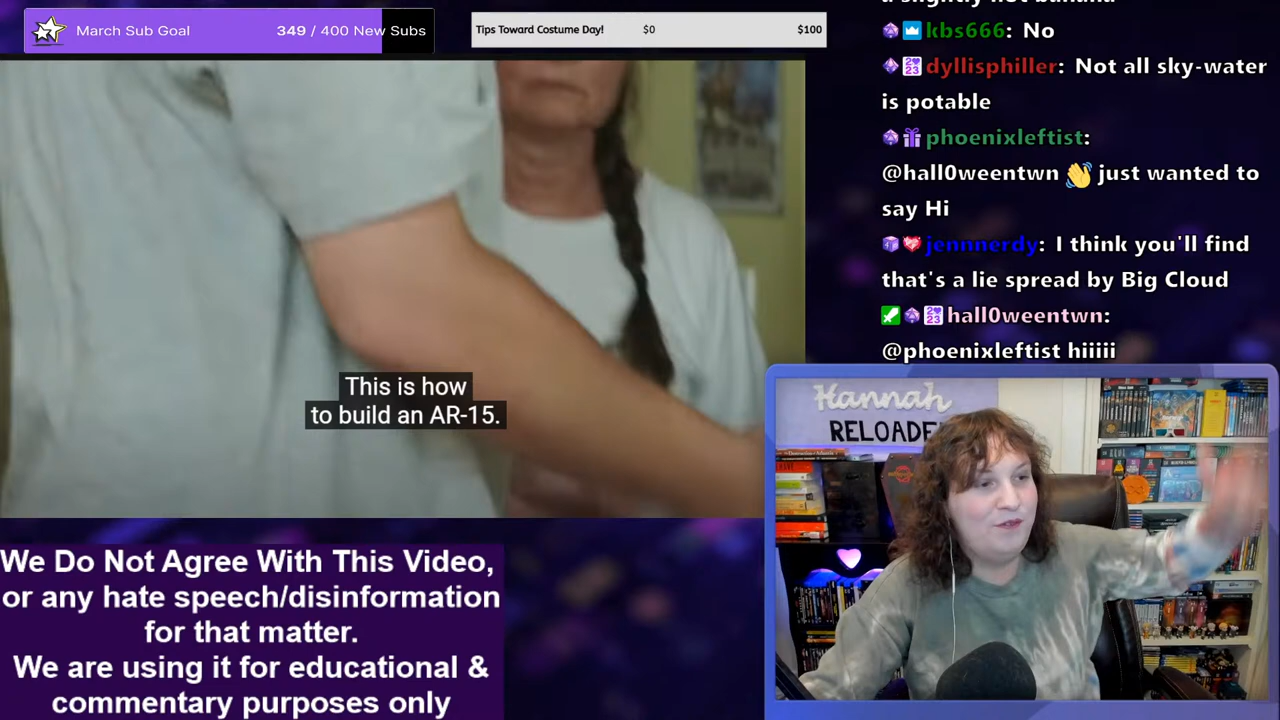 March Sub Goal
349 / 400 New Subs
Tips Toward Costume Day!
$0
$100
kbs666: No
dyllisphiller: Not all sky-water
is potable
phoenixleftist:
@hall0weentwn 👋 just wanted to
say Hi
jennnerdy: I think you'll find
that's a lie spread by Big Cloud
hall0weentwn:
@phoenixleftist hiiiii
This is how
to build an AR-15.
Hannah
RELOADE
We Do Not Agree With This Video,
or any hate speech/disinformation
for that matter.
We are using it for educational &
commentary purposes only